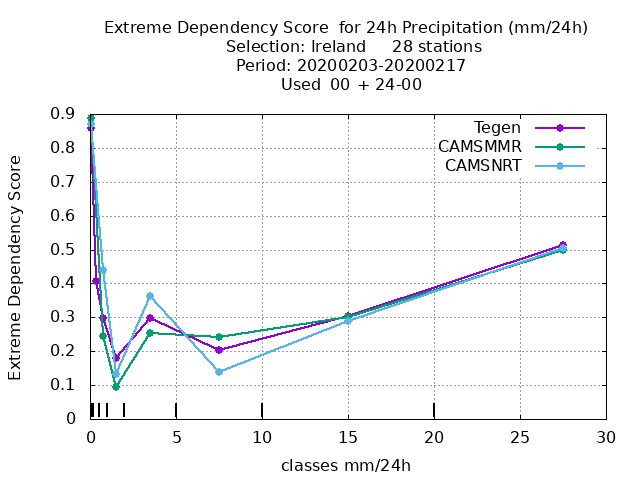 Extreme Dependency Score  for 24h Precipitation (mm/24h)
Selection: Ireland     28 stations
Period: 20200203-20200217
Used  00 + 24-00
Tegen
CAMSMMR
CAMSNRT
Extreme Dependency Score
0.9
0.8
0.7
0.6
0.5
0.4
0.3
0.2
0.1
0
0 5 10 15 20 25 30
classes mm/24h